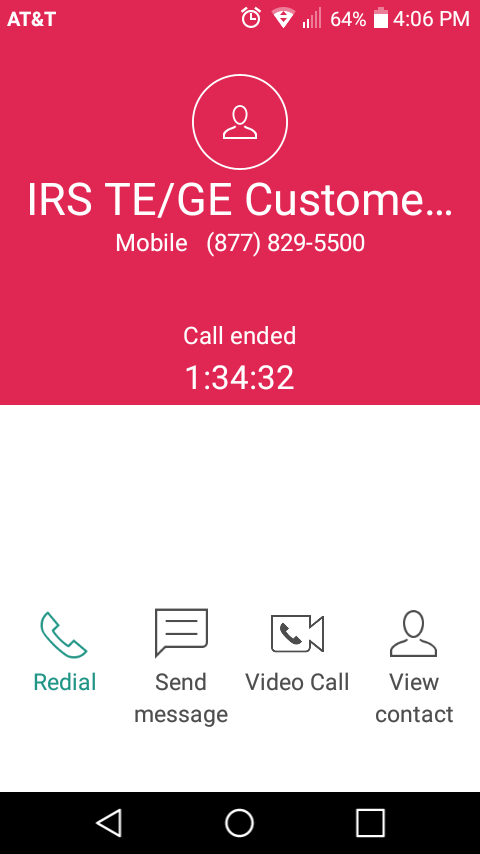 AT&T 64% 4:06 PM
IRS TE/GE Custome...
Mobile (877) 829-5500
Call ended
1:34:32
Redial
Send message
Video Call
View contact